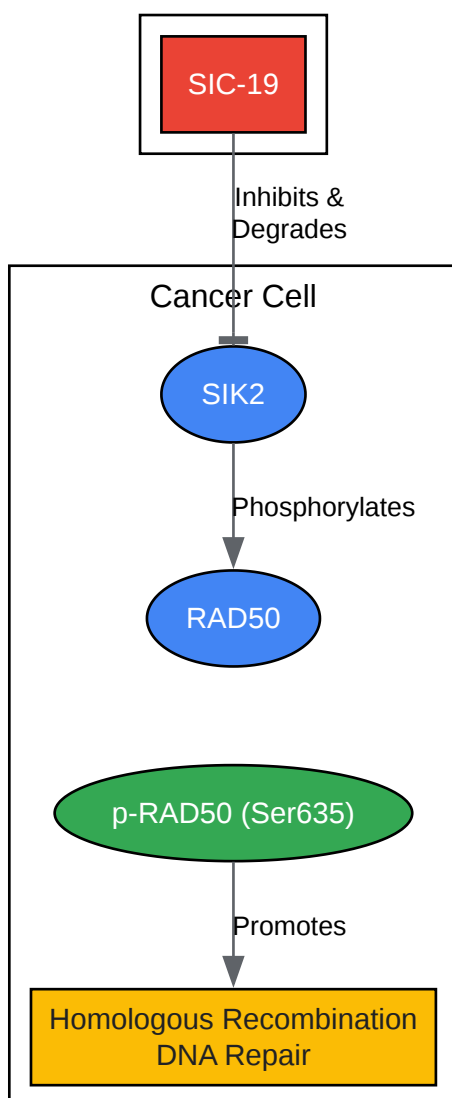 SIC-19
Inhibits &
Degrades
Cancer Cell
SIK2
Phosphorylates
RAD50
p-RAD50 (Ser635)
Promotes
Homologous Recombination
DNA Repair